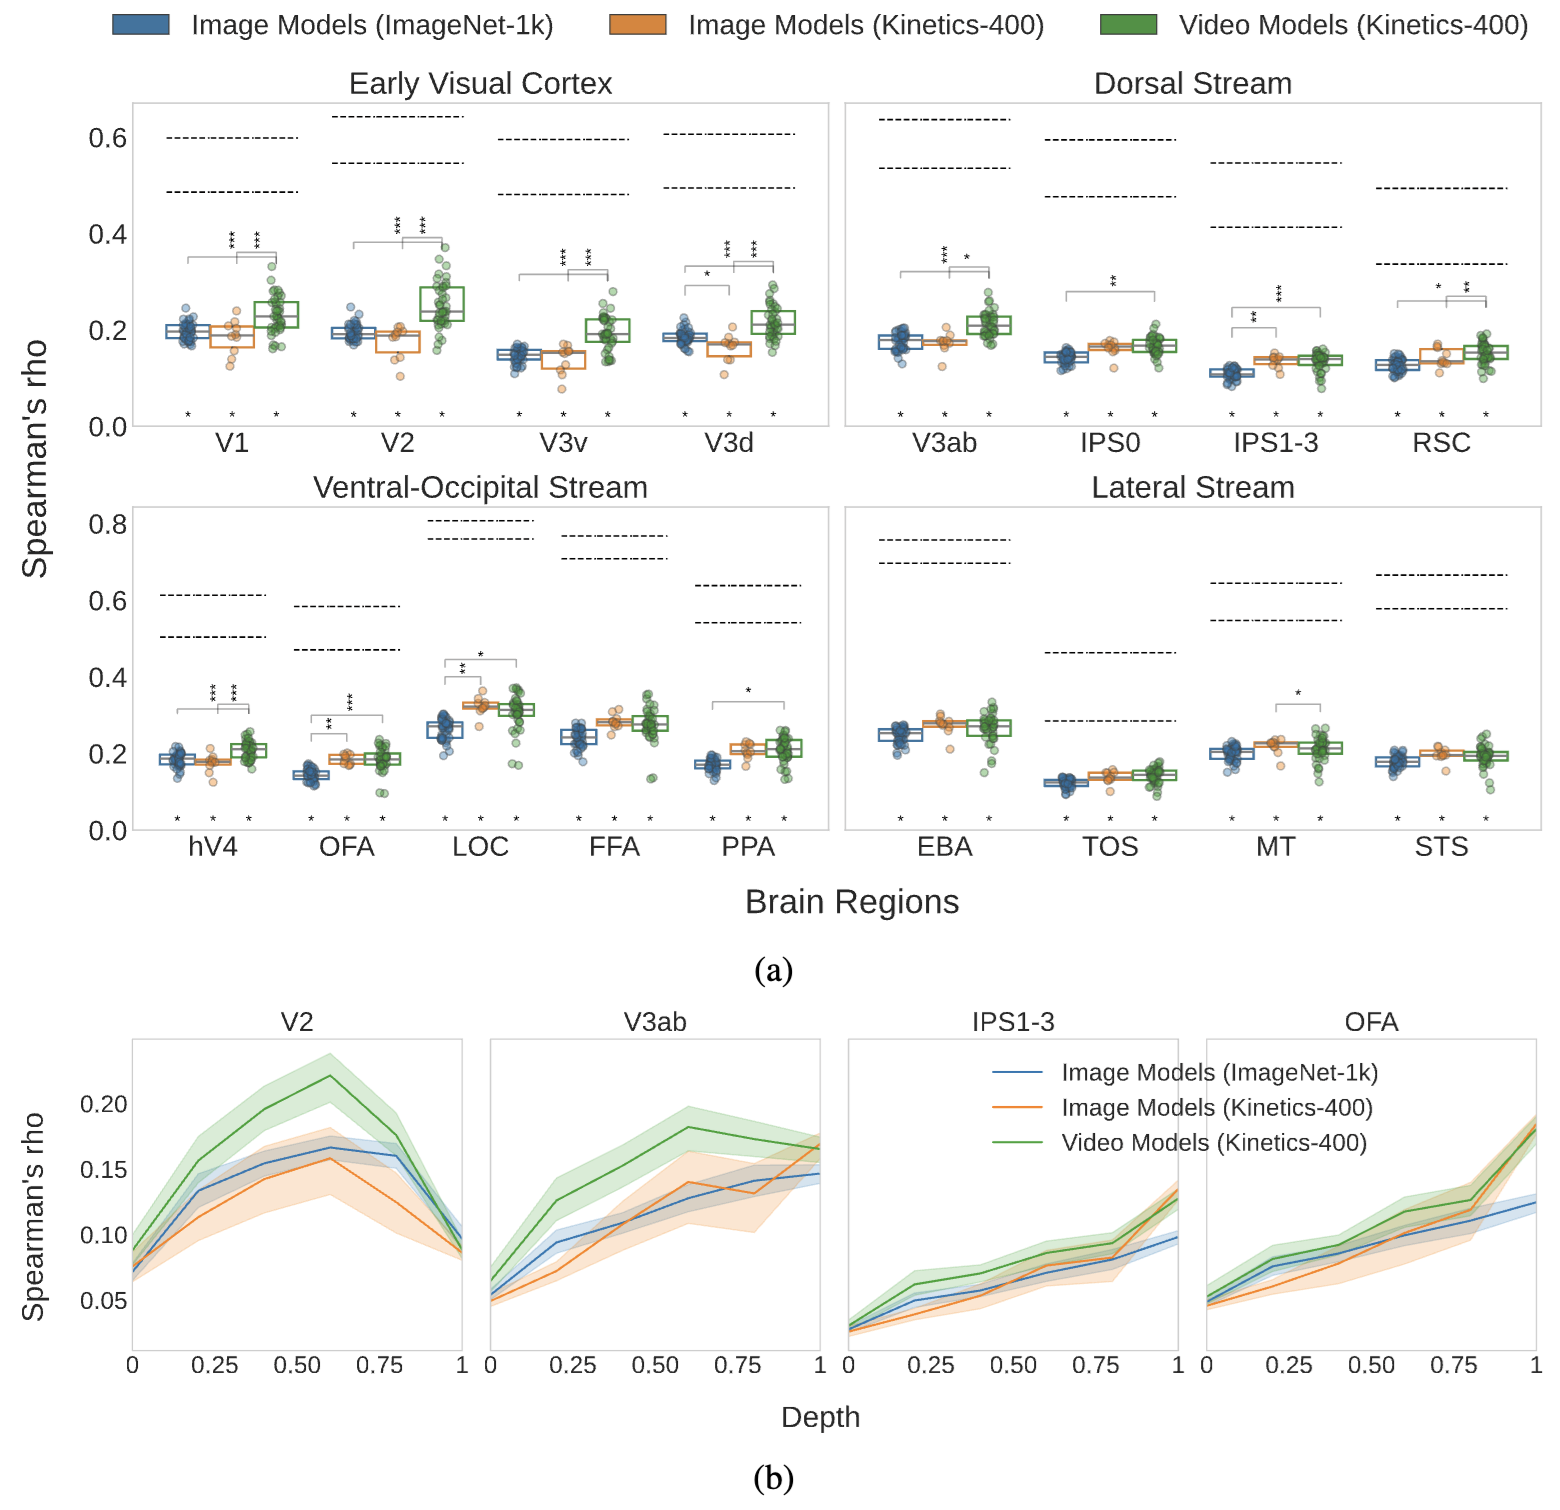 Image Models (ImageNet-1k) Image Models (Kinetics-400) Video Models (Kinetics-400)
Early Visual Cortex Dorsal Stream
0.6
0.4
0.2
0.0
*** *** *** *** *** *** * *** ***
*** * ** ** *** * **
* * * * * * * * * * * *
* * * * * * * * * * * *
V1 V2 V3v V3d V3ab IPS0 IPS1-3 RSC
Spearman's rho
Ventral-Occipital Stream Lateral Stream
0.8
0.6
0.4
0.2
0.0
*** *** ** *** ** * * *
* * * * * * * * * * * * * * *
* * * * * * * * * * * *
hV4 OFA LOC FFA PPA EBA TOS MT STS
Brain Regions
(a)
V2 V3ab IPS1-3 OFA
Image Models (ImageNet-1k)
Image Models (Kinetics-400)
Video Models (Kinetics-400)
Spearman's rho
0.20
0.15
0.10
0.05
0 0.25 0.50 0.75 1 0 0.25 0.50 0.75 1 0 0.25 0.50 0.75 1 0 0.25 0.50 0.75 1
Depth
(b)